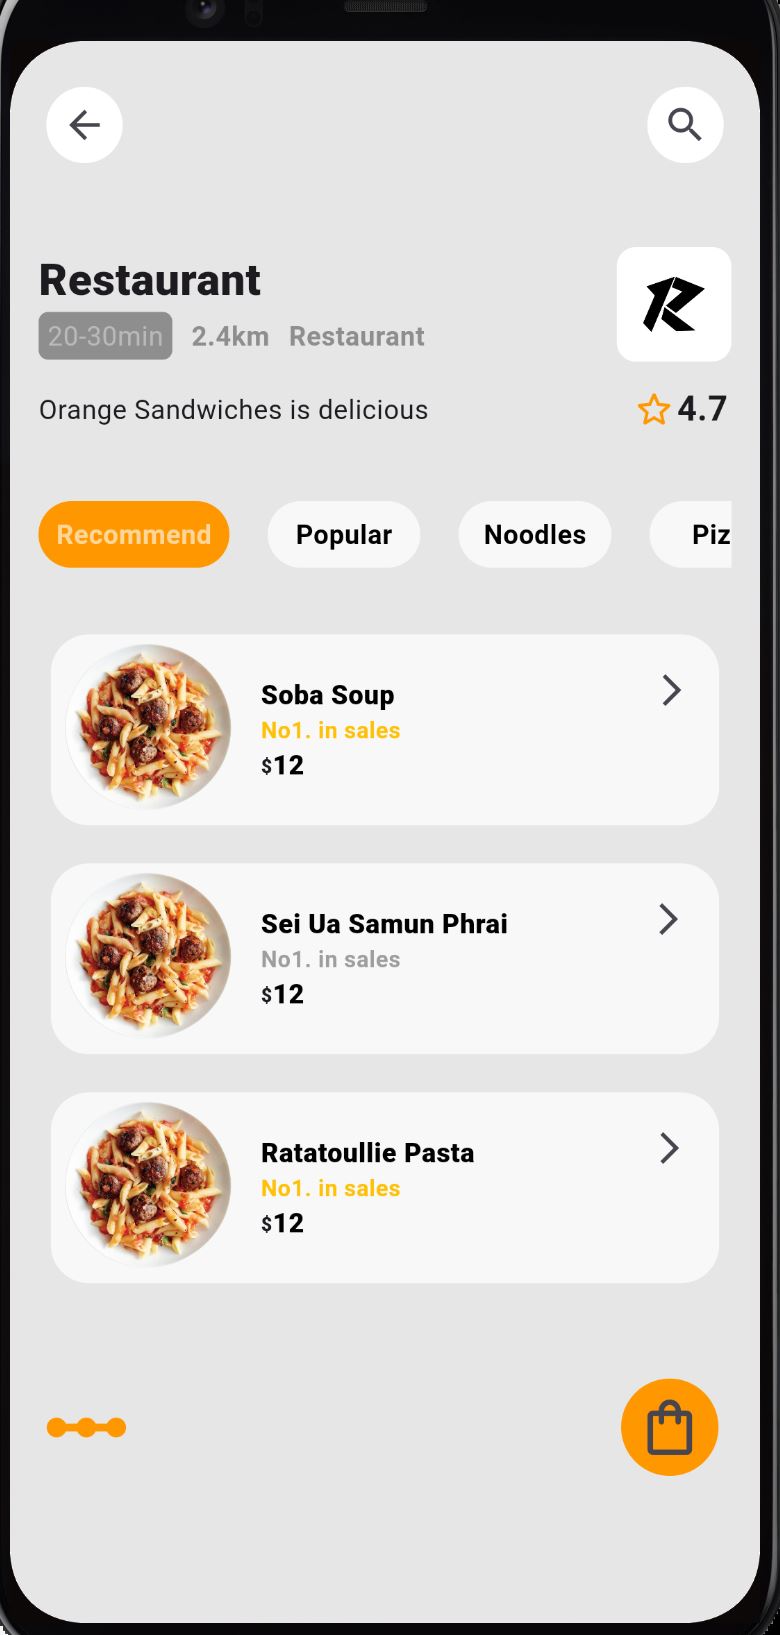 Restaurant
20-30min 2.4km Restaurant
Orange Sandwiches is delicious
4.7
Recommend Popular Noodles Piz
Soba Soup
No1. in sales
$12
Sei Ua Samun Phrai
No1. in sales
$12
Ratatoullie Pasta
No1. in sales
$12